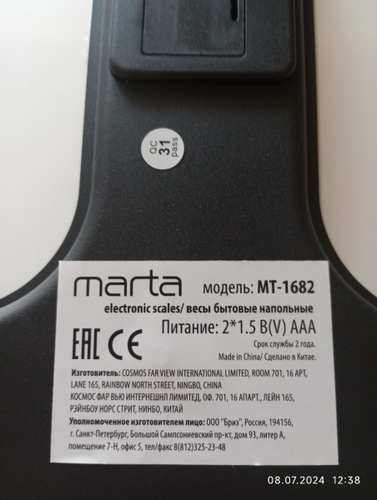 QC
31
pass
marta модель: MT-1682
electronic scales/ весы бытовые напольные
Питание: 2*1.5 В(V) AAA
Срок службы 2 года.
Made in China/ Сделано в Китае.
EAC CE
Изготовитель: COSMOS FAR VIEW INTERNATIONAL LIMITED, ROOM 701, 16 APT,
LANE 165, RAINBOW NORTH STREET, NINGBO, CHINA
КОСМОС ФАР ВЬЮ ИНТЕРНЕШНЛ ЛИМИТЕД, ОФ. 701, 16 АПАРТ., ЛЕЙН 165,
РЭЙНБОУ НОРС СТРИТ, НИНБО, КИТАЙ
Уполномоченное изготовителем лицо: ООО "Бриз", Россия, 194156,
г. Санкт-Петербург, Большой Сампсониевский пр-кт, дом 93, литер А,
помещение 7-Н, офис 5, тел/факс 8(812)325-23-48
08.07.2024 12:38